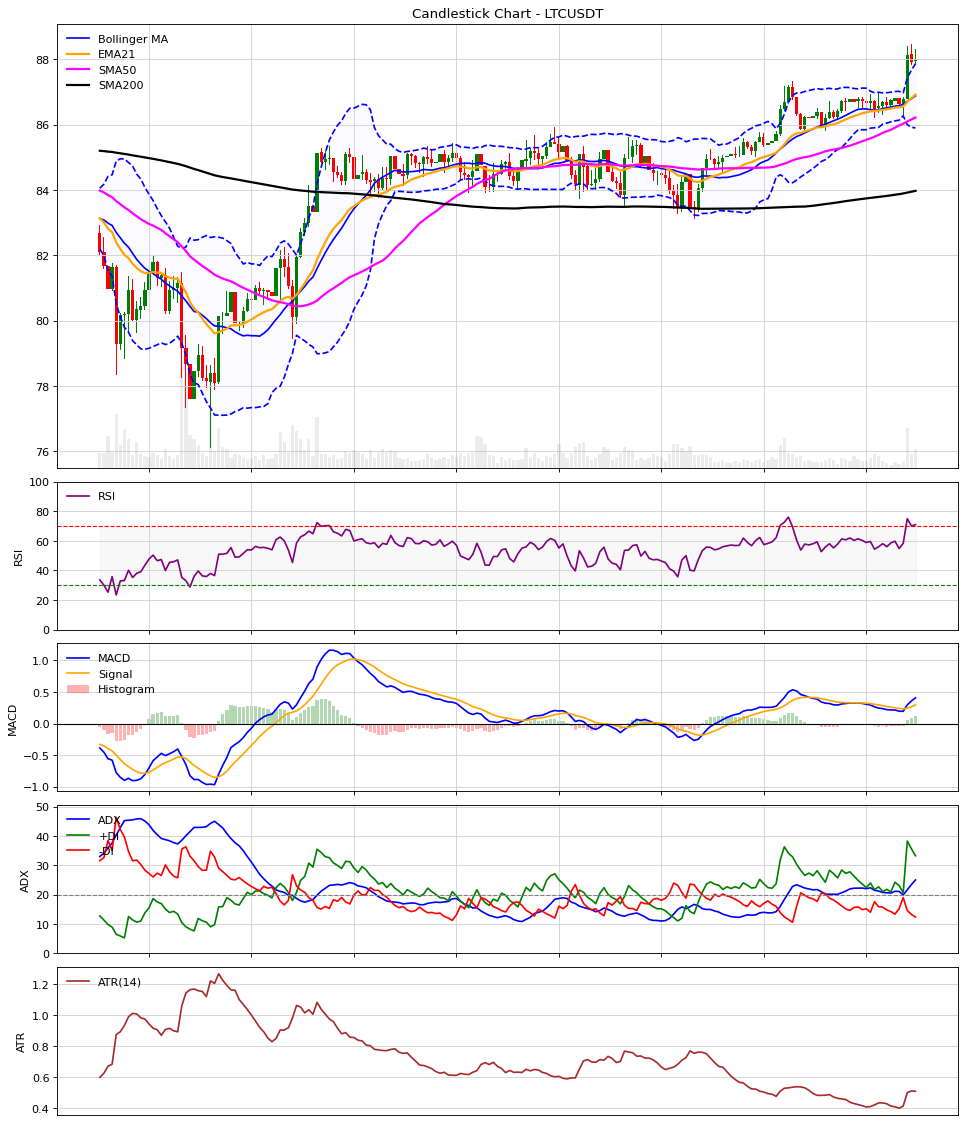 Candlestick Chart - LTCUSDT
Bollinger MA
EMA21
SMA50
SMA200
88
86
84
82
80
78
76
RSI
RSI
100
80
60
40
20
0
MACD
Signal
Histogram
MACD
1.0
0.5
0.0
−0.5
−1.0
ADX
+DI
-DI
ADX
50
40
30
20
10
0
ATR(14)
ATR
1.2
1.0
0.8
0.6
0.4